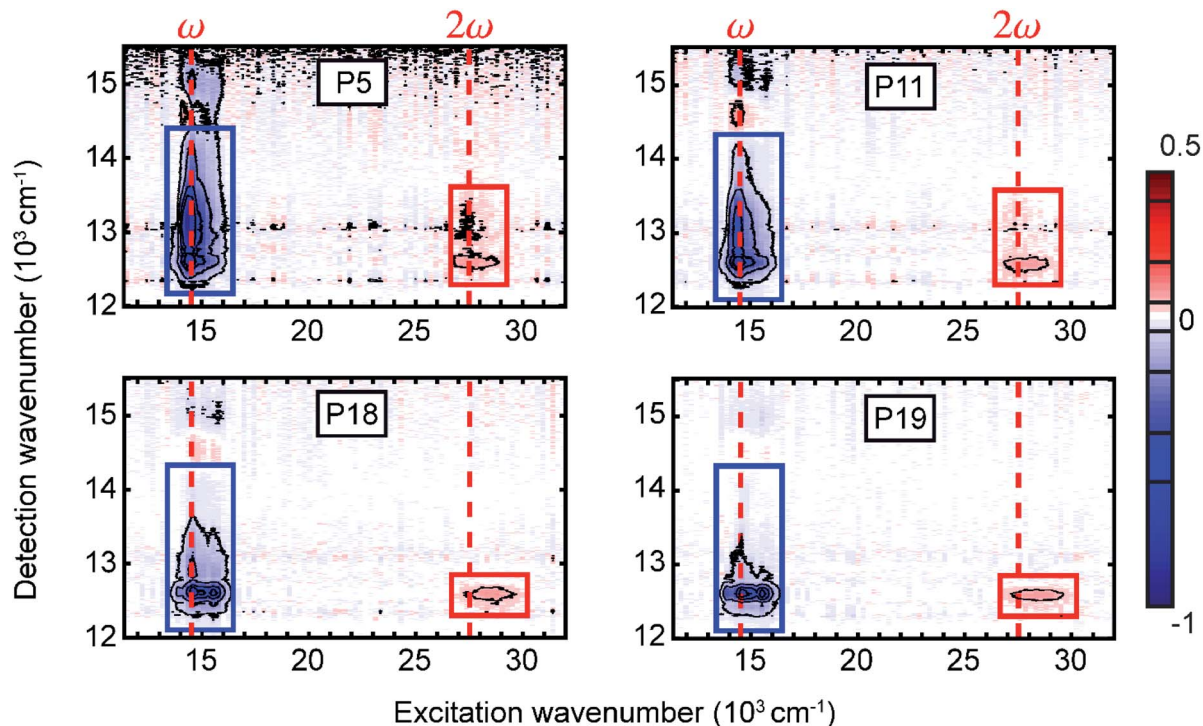 ω 2ω ω 2ω
P5 P11
15 15
14 14
13 13
12 12
15 20 25 30 15 20 25 30
0.5
0
-1
P18 P19
15 15
14 14
13 13
12 12
15 20 25 30 15 20 25 30
Detection wavenumber (10³ cm⁻¹)
Excitation wavenumber (10³ cm⁻¹)